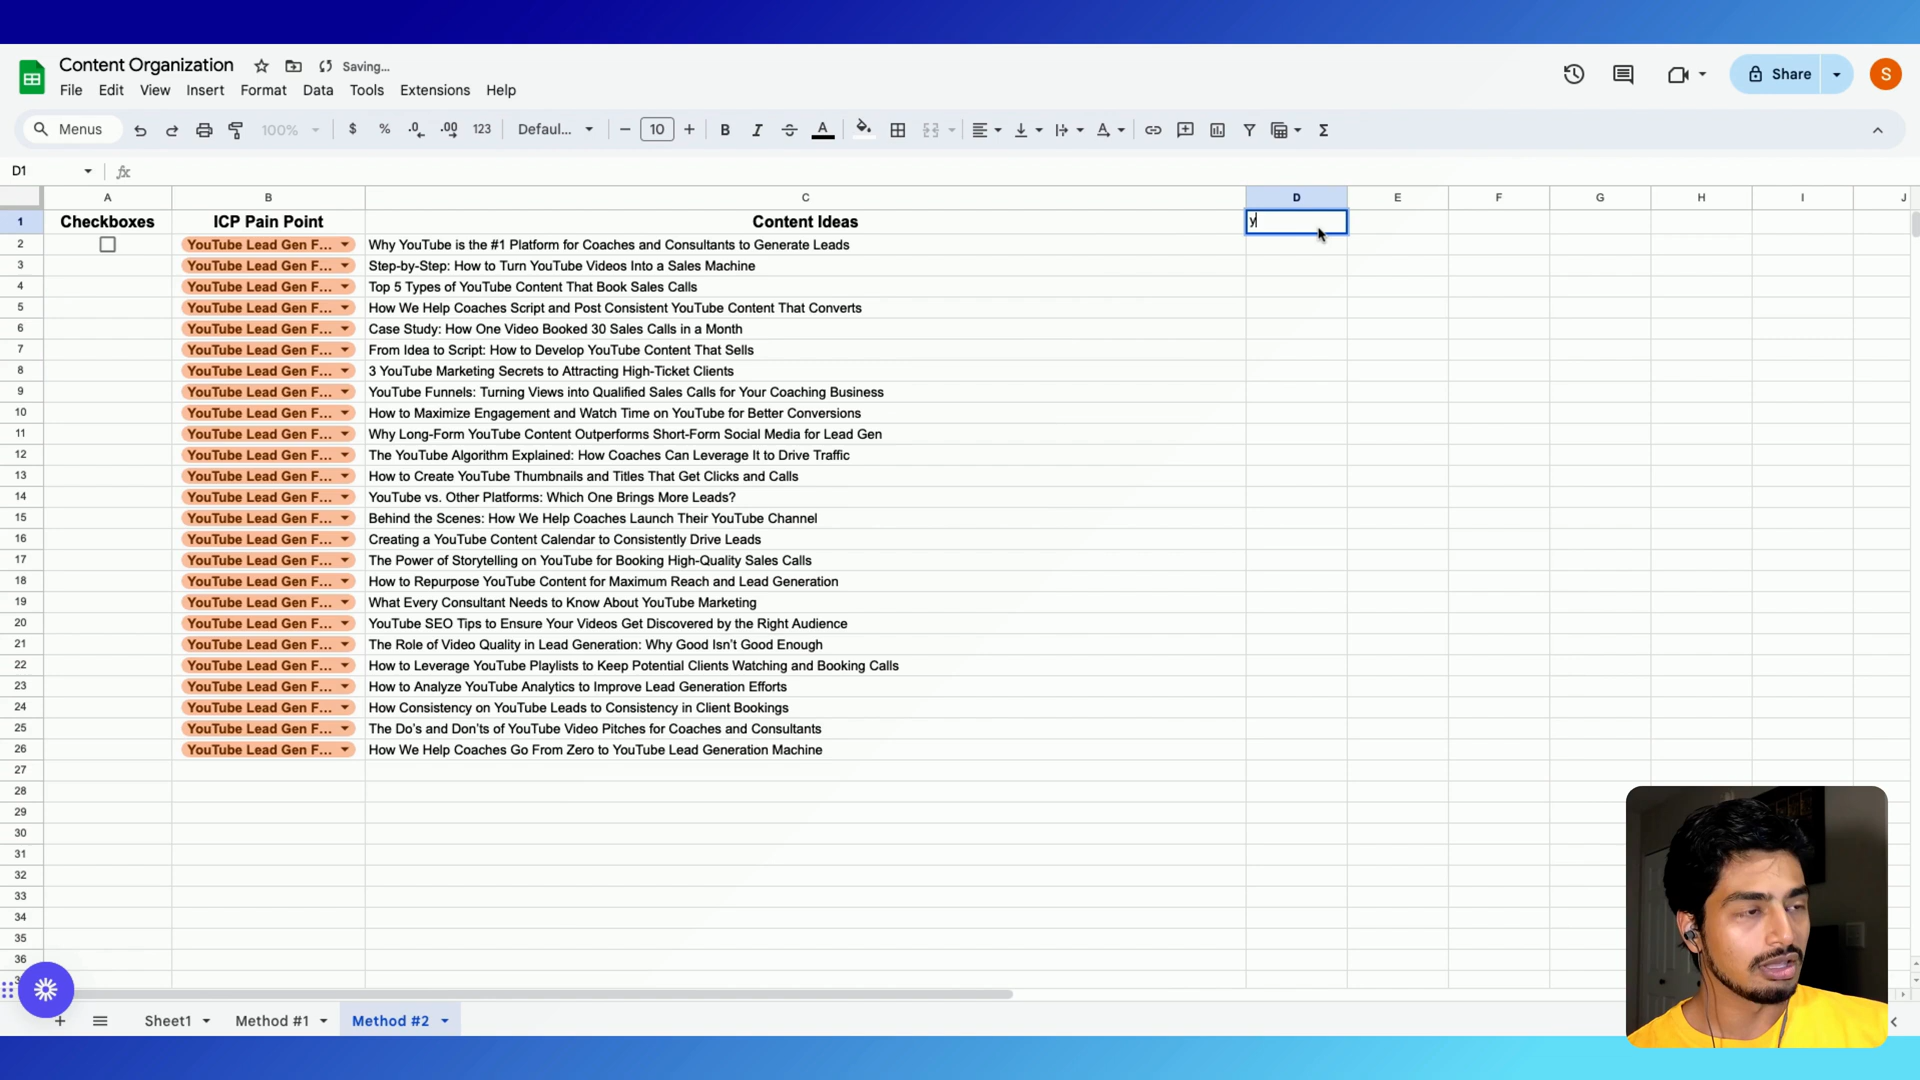 Content Organization Saving...
File Edit View Insert Format Data Tools Extensions Help
Share
S
Menus 100% $ % .0 .00 123 Defaul... 10 B I A
D1 fx
A B C D E F G H I J
1 Checkboxes ICP Pain Point Content Ideas y
2 YouTube Lead Gen F... Why YouTube is the #1 Platform for Coaches and Consultants to Generate Leads
3 YouTube Lead Gen F... Step-by-Step: How to Turn YouTube Videos Into a Sales Machine
4 YouTube Lead Gen F... Top 5 Types of YouTube Content That Book Sales Calls
5 YouTube Lead Gen F... How We Help Coaches Script and Post Consistent YouTube Content That Converts
6 YouTube Lead Gen F... Case Study: How One Video Booked 30 Sales Calls in a Month
7 YouTube Lead Gen F... From Idea to Script: How to Develop YouTube Content That Sells
8 YouTube Lead Gen F... 3 YouTube Marketing Secrets to Attracting High-Ticket Clients
9 YouTube Lead Gen F... YouTube Funnels: Turning Views into Qualified Sales Calls for Your Coaching Business
10 YouTube Lead Gen F... How to Maximize Engagement and Watch Time on YouTube for Better Conversions
11 YouTube Lead Gen F... Why Long-Form YouTube Content Outperforms Short-Form Social Media for Lead Gen
12 YouTube Lead Gen F... The YouTube Algorithm Explained: How Coaches Can Leverage It to Drive Traffic
13 YouTube Lead Gen F... How to Create YouTube Thumbnails and Titles That Get Clicks and Calls
14 YouTube Lead Gen F... YouTube vs. Other Platforms: Which One Brings More Leads?
15 YouTube Lead Gen F... Behind the Scenes: How We Help Coaches Launch Their YouTube Channel
16 YouTube Lead Gen F... Creating a YouTube Content Calendar to Consistently Drive Leads
17 YouTube Lead Gen F... The Power of Storytelling on YouTube for Booking High-Quality Sales Calls
18 YouTube Lead Gen F... How to Repurpose YouTube Content for Maximum Reach and Lead Generation
19 YouTube Lead Gen F... What Every Consultant Needs to Know About YouTube Marketing
20 YouTube Lead Gen F... YouTube SEO Tips to Ensure Your Videos Get Discovered by the Right Audience
21 YouTube Lead Gen F... The Role of Video Quality in Lead Generation: Why Good Isn't Good Enough
22 YouTube Lead Gen F... How to Leverage YouTube Playlists to Keep Potential Clients Watching and Booking Calls
23 YouTube Lead Gen F... How to Analyze YouTube Analytics to Improve Lead Generation Efforts
24 YouTube Lead Gen F... How Consistency on YouTube Leads to Consistency in Client Bookings
25 YouTube Lead Gen F... The Do's and Don'ts of YouTube Video Pitches for Coaches and Consultants
26 YouTube Lead Gen F... How We Help Coaches Go From Zero to YouTube Lead Generation Machine
27
28
29
30
31
32
33
34
35
36
Sheet1 Method #1 Method #2